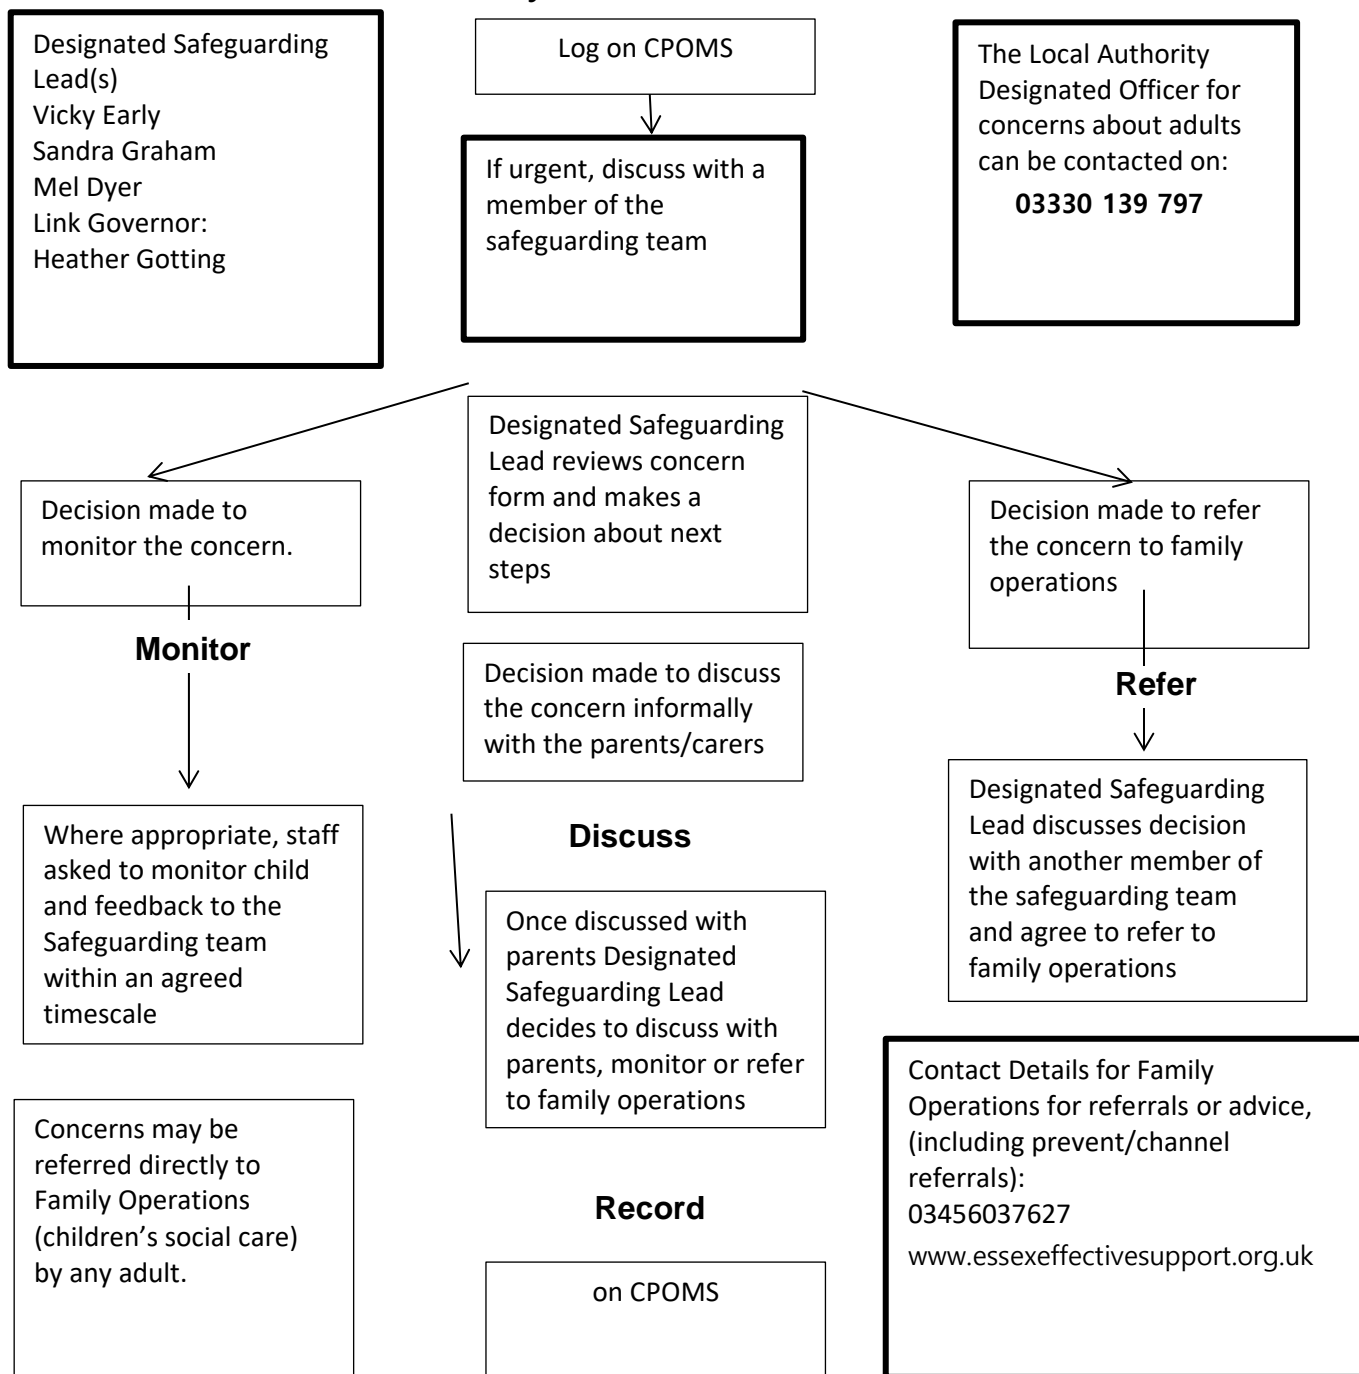 Designated Safeguarding
Lead(s)
Vicky Early
Sandra Graham
Mel Dyer
Link Governor:
Heather Gotting
Log on CPOMS
If urgent, discuss with a
member of the
safeguarding team
The Local Authority
Designated Officer for
concerns about adults
can be contacted on:
03330 139 797
Designated Safeguarding
Lead reviews concern
form and makes a
decision about next
steps
Decision made to
monitor the concern.
Monitor
Where appropriate, staff
asked to monitor child
and feedback to the
Safeguarding team
within an agreed
timescale
Concerns may be
referred directly to
Family Operations
(children’s social care)
by any adult.
Decision made to discuss
the concern informally
with the parents/carers
Discuss
Once discussed with
parents Designated
Safeguarding Lead
decides to discuss with
parents, monitor or refer
to family operations
Record
on CPOMS
Decision made to refer
the concern to family
operations
Refer
Designated Safeguarding
Lead discusses decision
with another member of
the safeguarding team
and agree to refer to
family operations
Contact Details for Family
Operations for referrals or advice,
(including prevent/channel
referrals):
03456037627
www.essexeffectivesupport.org.uk